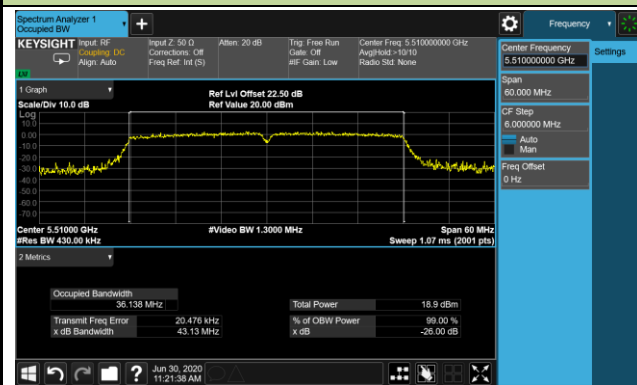 Spectrum Analyzer 1
Occupied BW
+
Frequency
KEYSIGHT
Input: RF
Coupling: DC
Align: Auto
Input Z: 50 Ω
Corrections: Off
Freq Ref: Int (S)
Atten: 20 dB
Trig: Free Run
Gate: Off
#IF Gain: Low
Center Freq: 5.510000000 GHz
Avg|Hold:>10/10
Radio Std: None
Center Frequency
5.510000000 GHz
Settings
Span
60.000 MHz
CF Step
6.000000 MHz
Auto
Man
Freq Offset
0 Hz
1 Graph
Scale/Div 10.0 dB
Ref Lvl Offset 22.50 dB
Ref Value 20.00 dBm
Log
10.0
0.00
-10.0
-20.0
-30.0
-40.0
-50.0
-60.0
-70.0
Center 5.51000 GHz
#Res BW 430.00 kHz
#Video BW 1.3000 MHz
Span 60 MHz
Sweep 1.07 ms (2001 pts)
2 Metrics
Occupied Bandwidth
36.138 MHz
Total Power 18.9 dBm
Transmit Freq Error 20.476 kHz
% of OBW Power 99.00 %
x dB Bandwidth 43.13 MHz
x dB -26.00 dB
?
Jun 30, 2020
11:21:38 AM